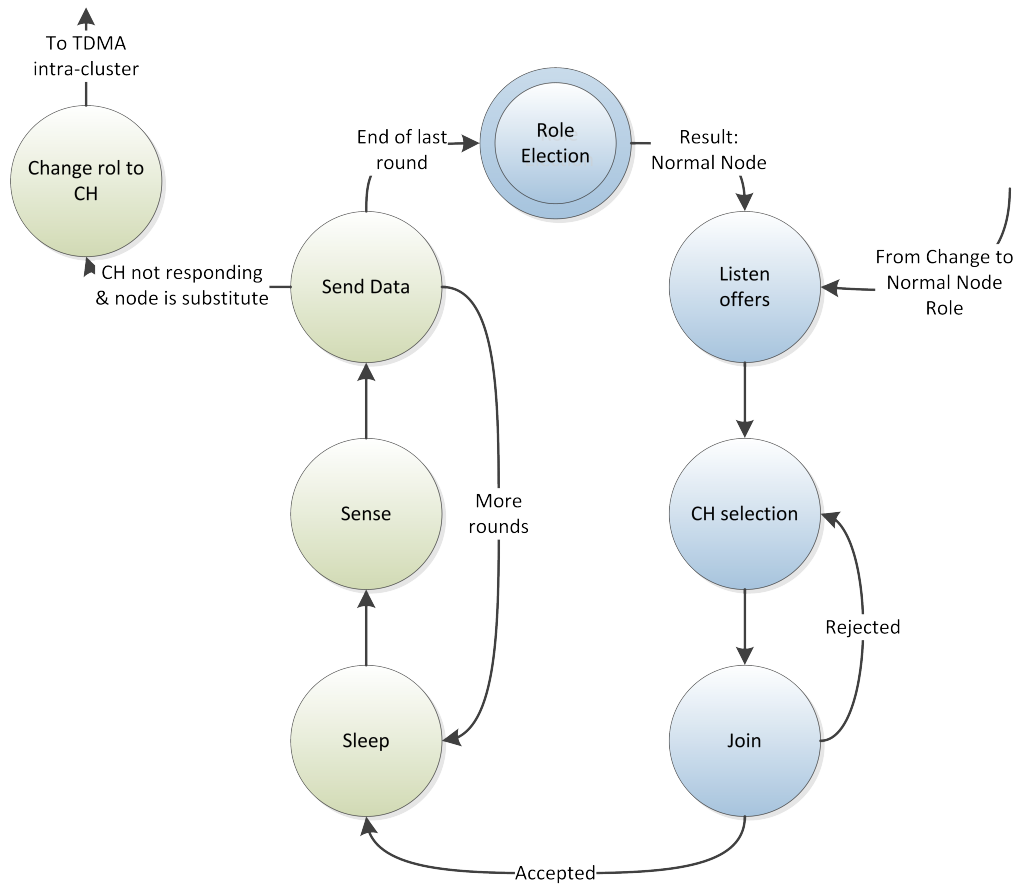 To TDMA
intra-cluster
Change rol to
CH
End of last
round
Role
Election
Result:
Normal Node
CH not responding
& node is substitute
Send Data
Listen
offers
From Change to
Normal Node
Role
Sense
More
rounds
CH selection
Rejected
Sleep
Join
Accepted